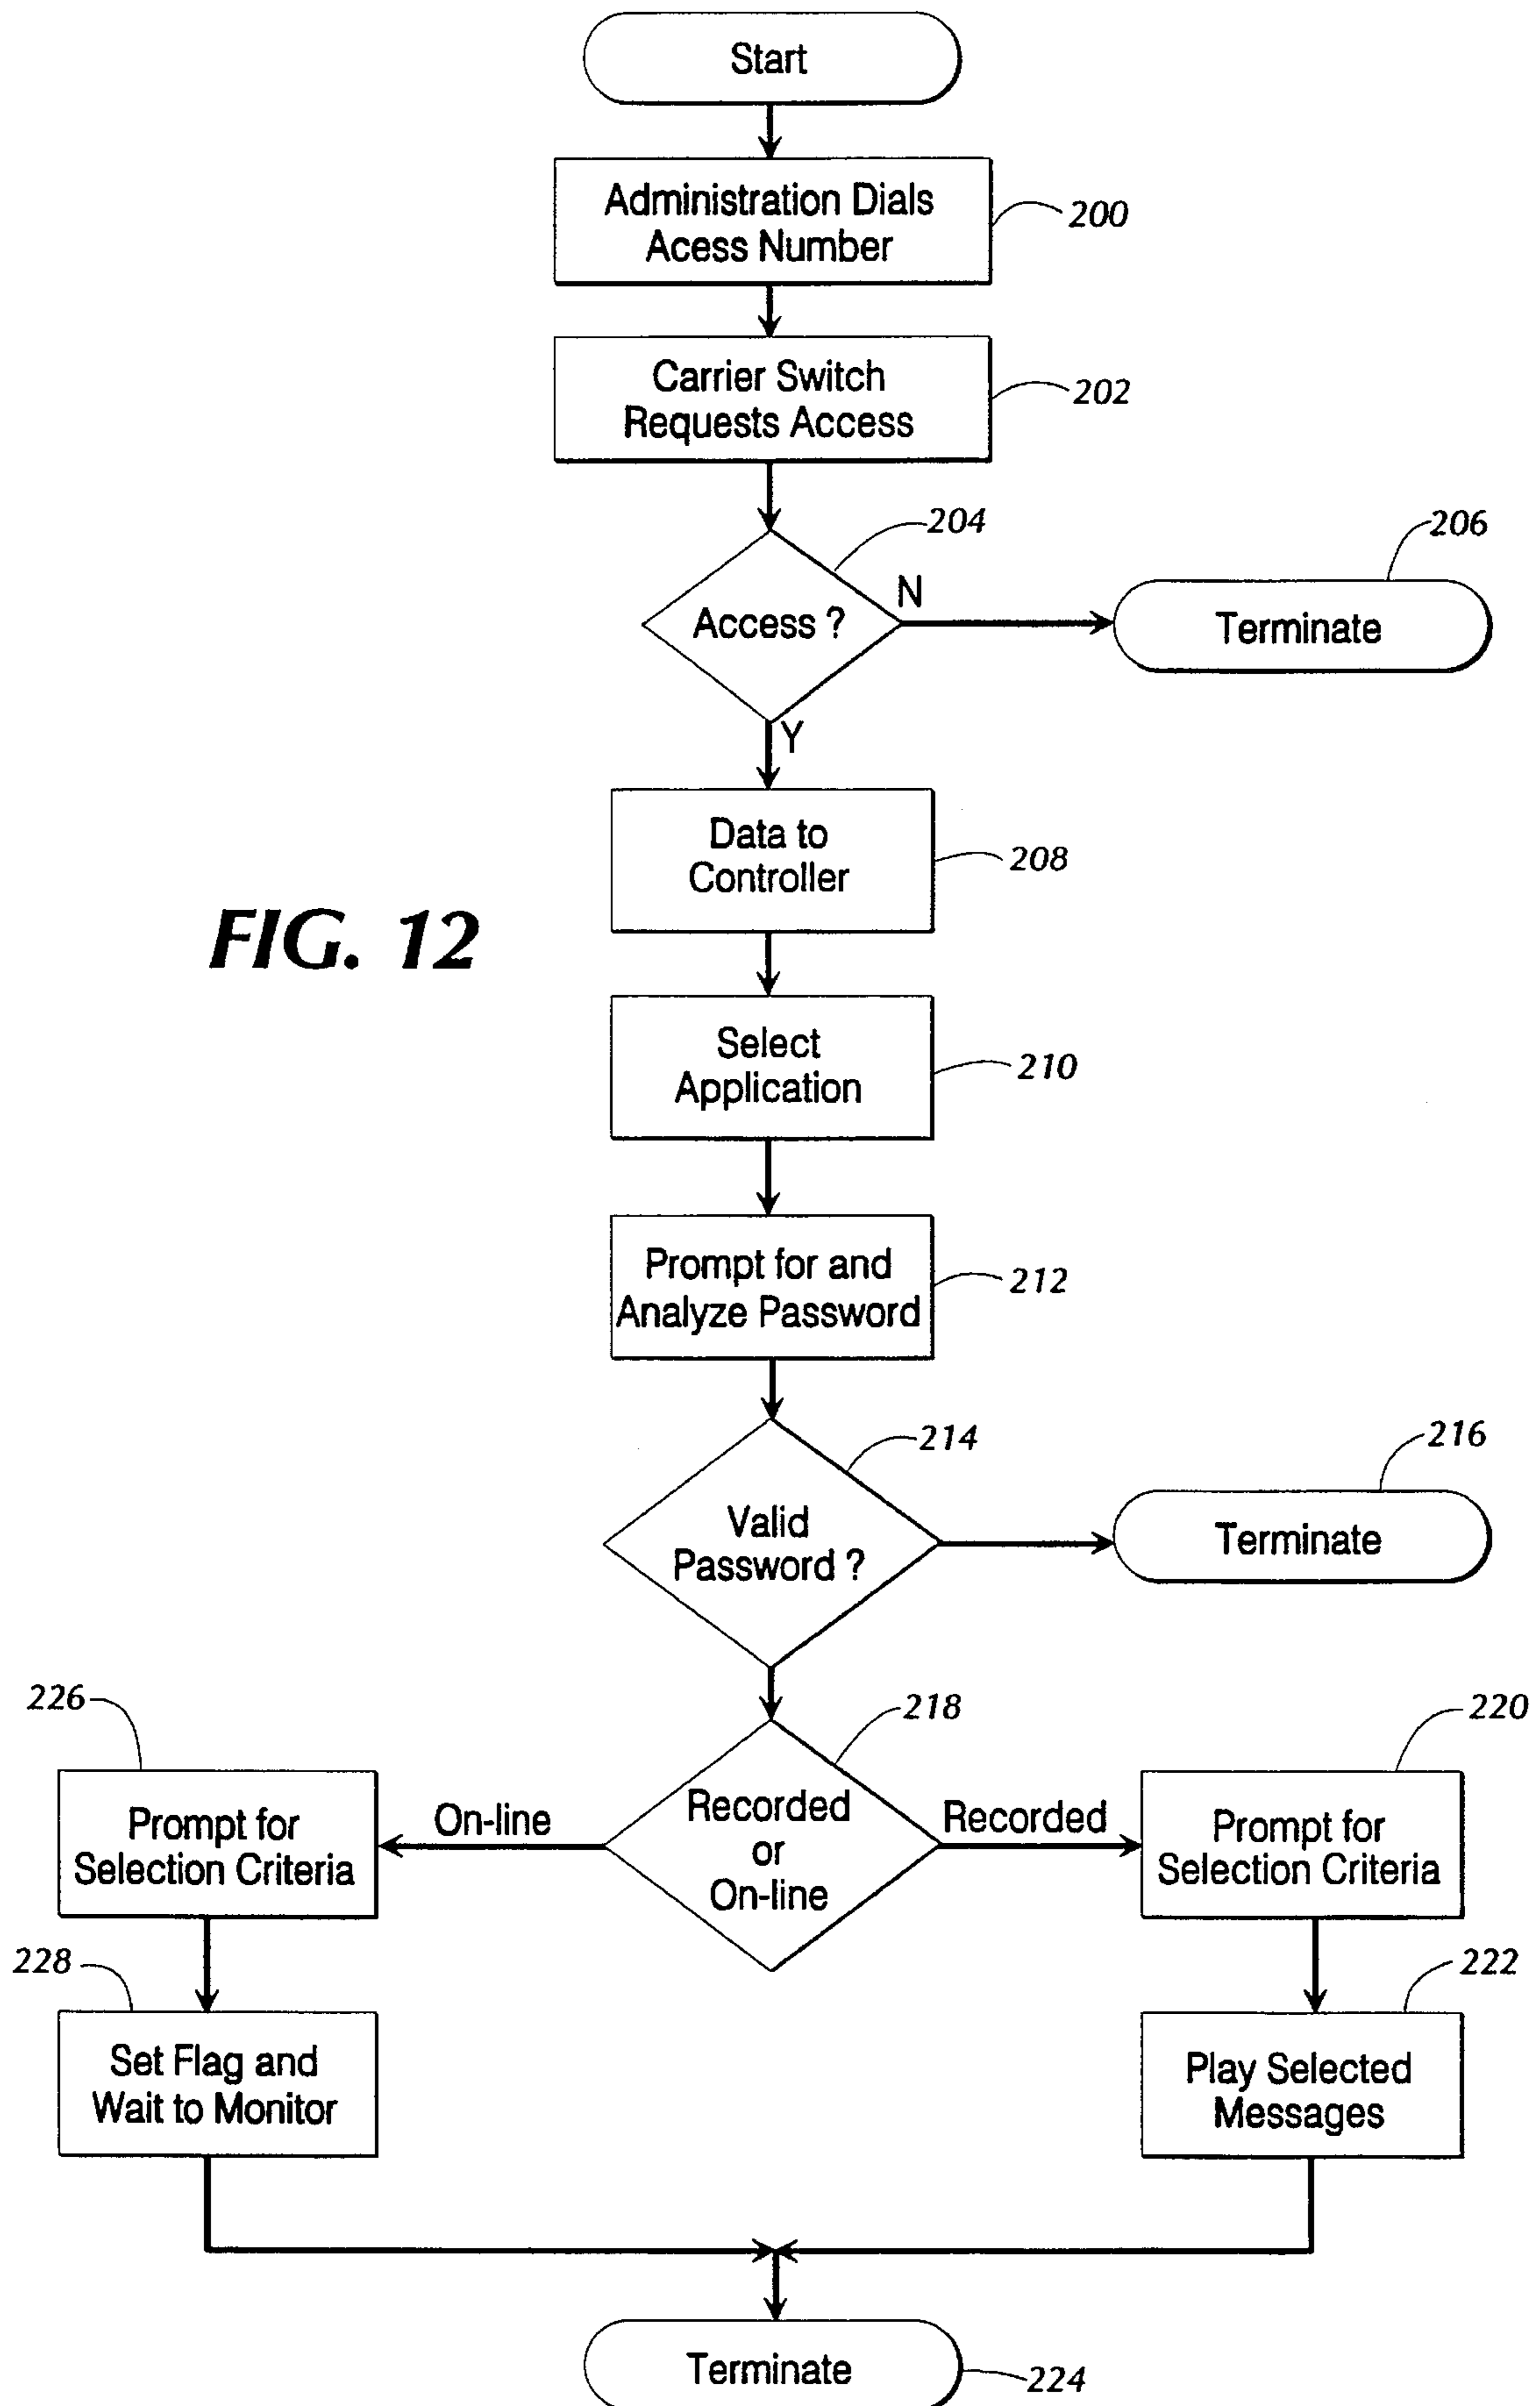 Start
Administration Dials
Acess Number
200
Carrier Switch
Requests Access
202
204
Access ?
N
206
Terminate
Y
Data to
Controller
208
FIG. 12
Select
Application
210
Prompt for and
Analyze Password
212
214
Valid
Password ?
216
Terminate
218
Recorded
or
On-line
226
On-line
Prompt for
Selection Criteria
Recorded
220
Prompt for
Selection Criteria
228
Set Flag and
Wait to Monitor
222
Play Selected
Messages
Terminate
224